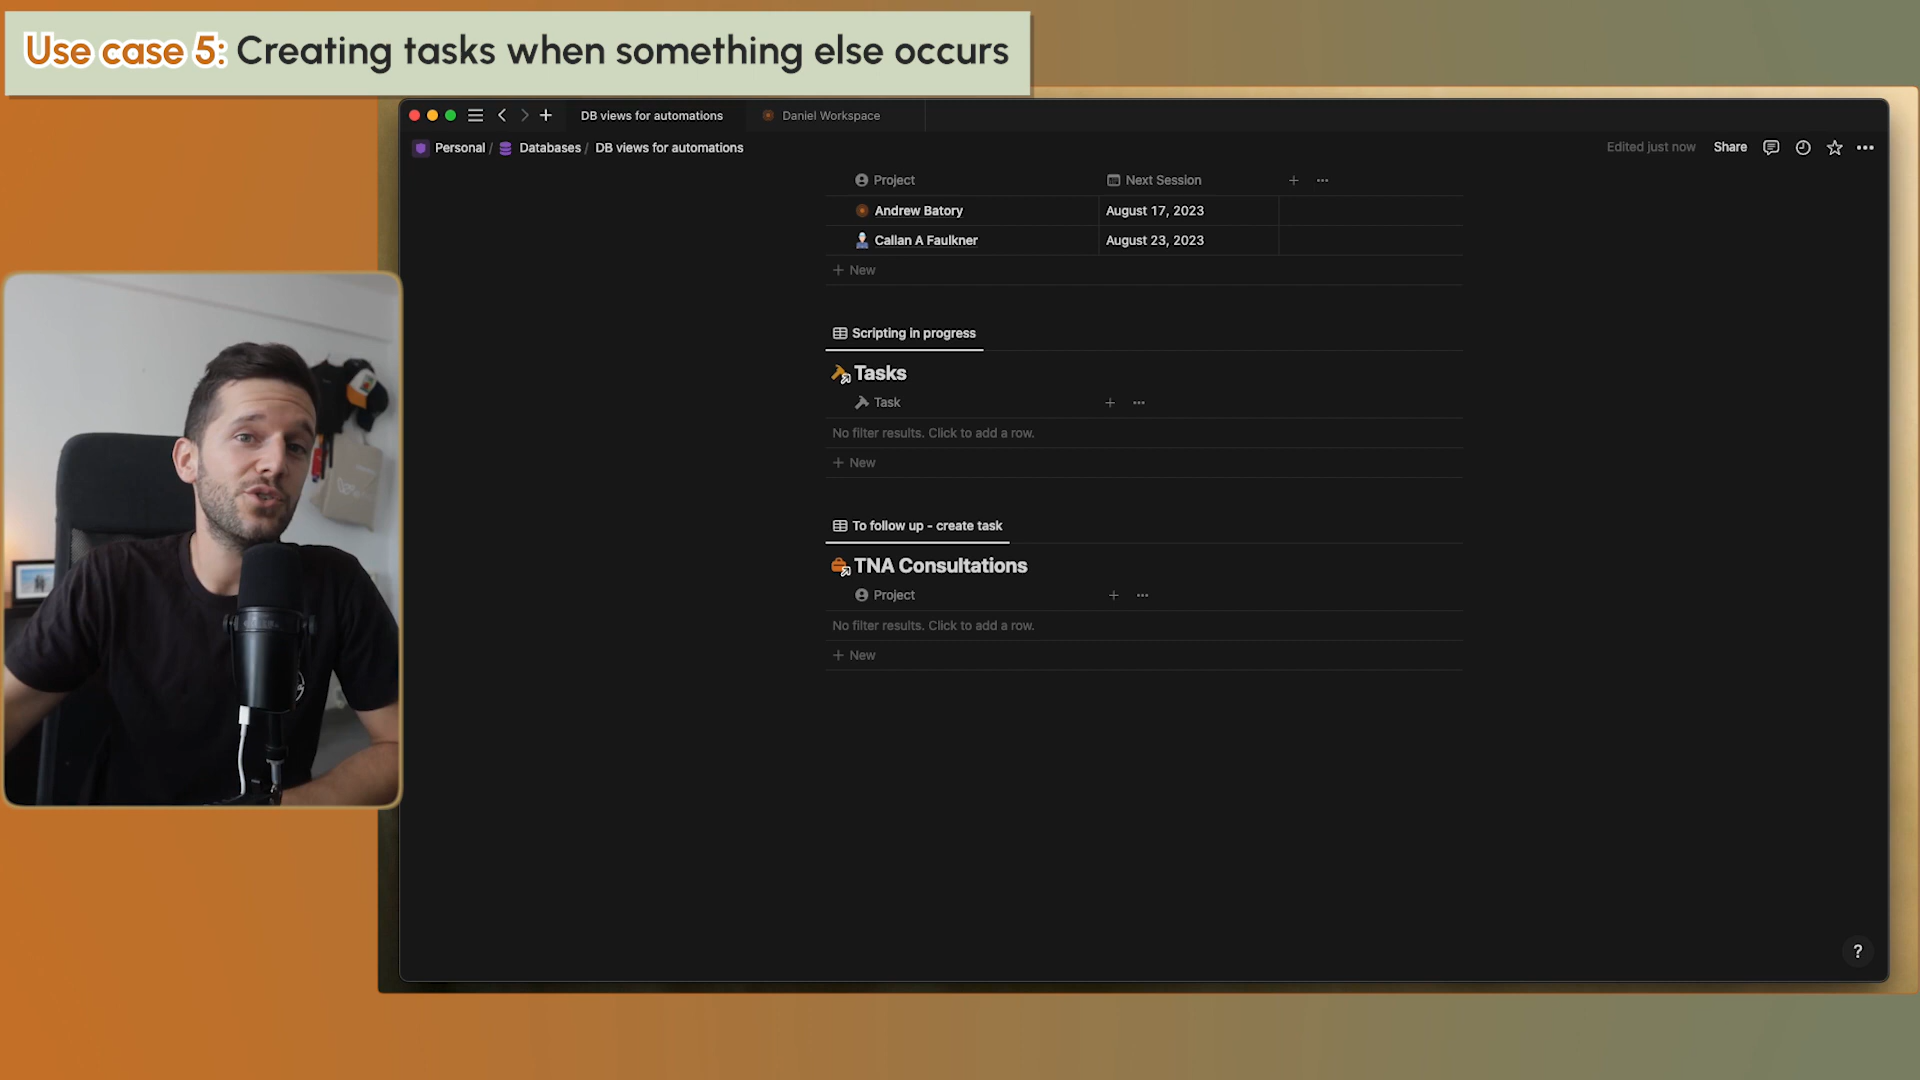 Use case 5: Creating tasks when something else occurs
DB views for automations
Daniel Workspace
Personal / Databases / DB views for automations
Edited just now
Share
Project
Next Session
Andrew Batory
August 17, 2023
Callan A Faulkner
August 23, 2023
+ New
Scripting in progress
Tasks
Task
No filter results. Click to add a row.
+ New
To follow up - create task
TNA Consultations
Project
No filter results. Click to add a row.
+ New
?